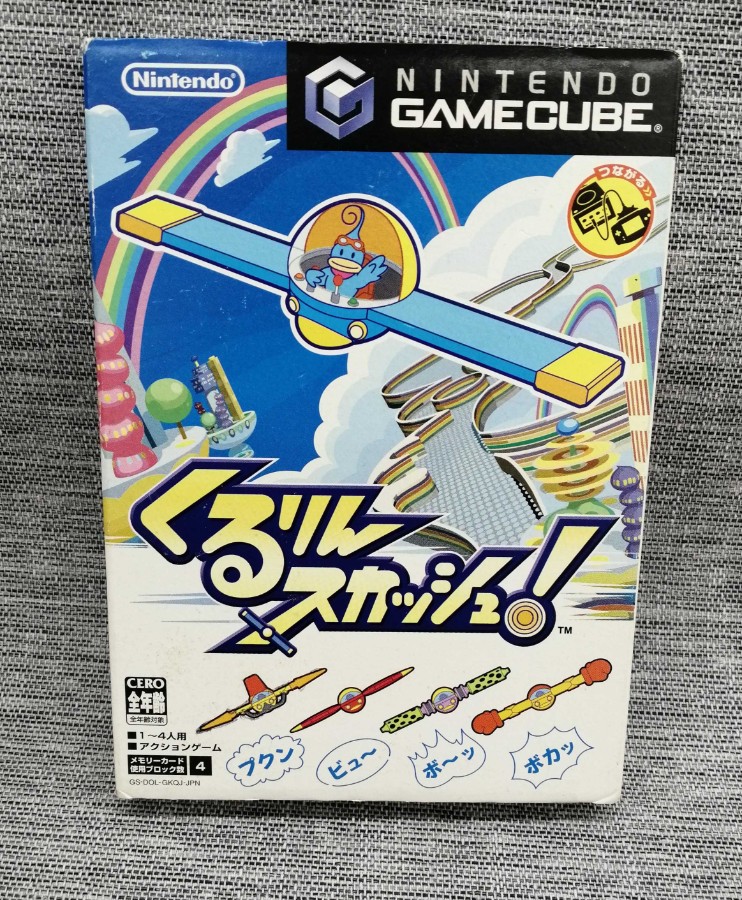 Nintendo®
NINTENDO
GAMECUBE®
つながる»
くるりん
スカッシュ!™
CERO
全年齢
全年齢対象
■1〜4人用
■アクションゲーム
メモリーカード
使用ブロック数 4
GS-DOL-GKQJ-JPN
ブクン
ビュ〜
ボ〜ッ
ボカッ